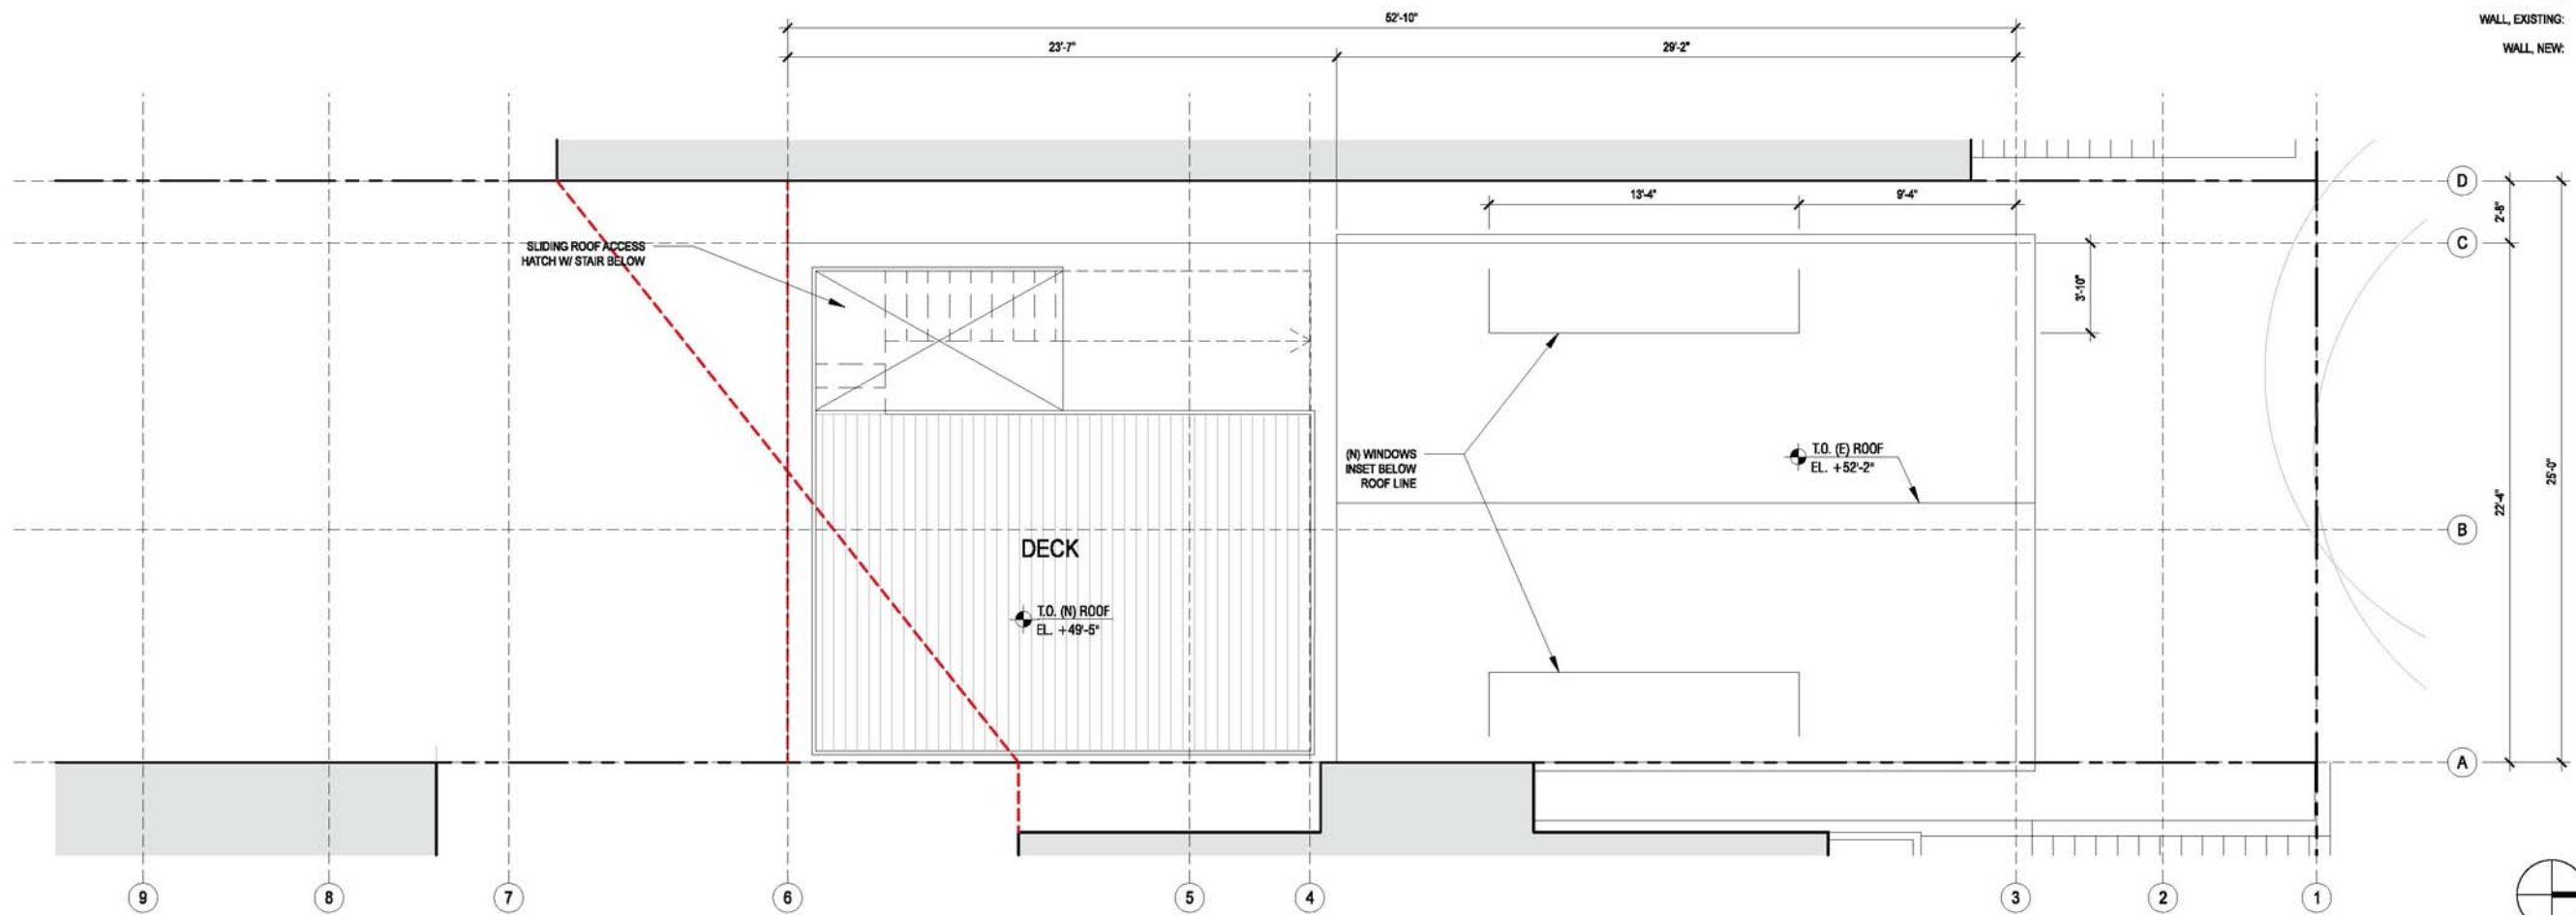 52'-10"
WALL, EXISTING:
23'-7"
29'-2"
WALL, NEW:
13'-4"
9'-4"
D
2'-8"
SLIDING ROOF ACCESS
HATCH W/ STAIR BELOW
C
3'-10"
(N) WINDOWS
INSET BELOW
ROOF LINE
T.O. (E) ROOF
EL. +52'-2"
25'-0"
22'-4"
B
DECK
T.O. (N) ROOF
EL. +49'-5"
A
9
8
7
6
5
4
3
2
1